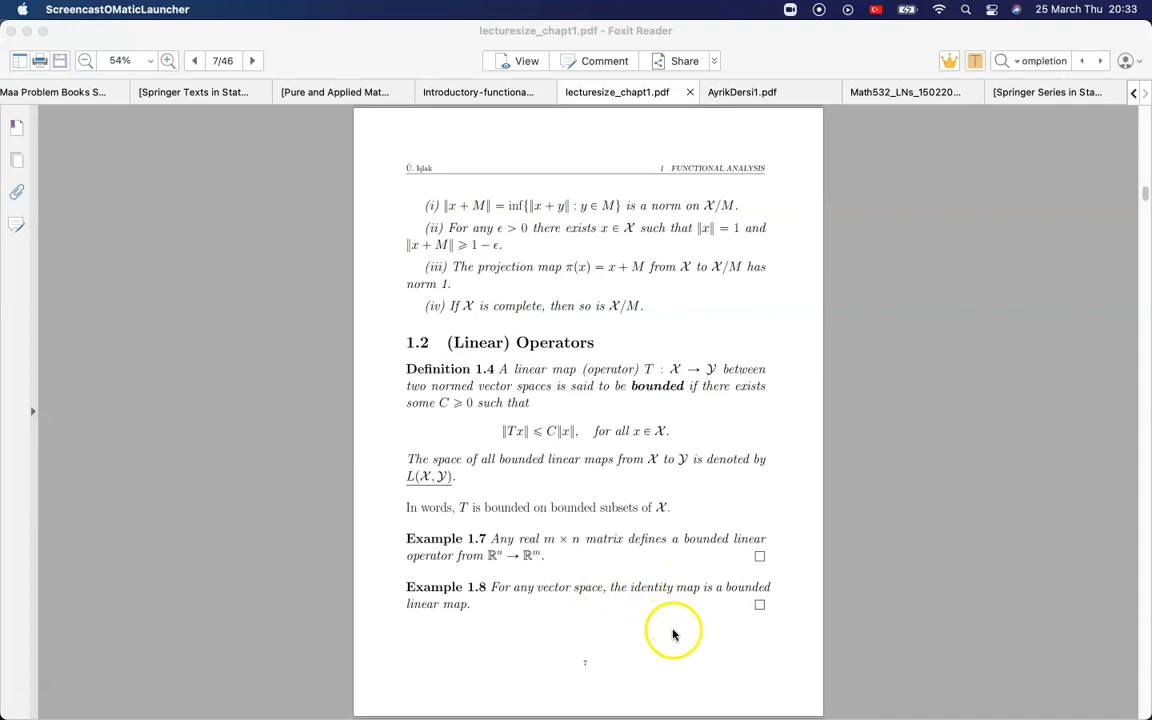 ScreencastOMaticLauncher
25 March Thu 20:33
lecturesize_chapt1.pdf - Foxit Reader
54%
7/46
View
Comment
Share
ompletion
Maa Problem Books S...
[Springer Texts in Stat...
[Pure and Applied Mat...
Introductory-functiona...
lecturesize_chapt1.pdf
AyrikDersi1.pdf
Math532_LNs_150220...
[Springer Series in Sta...
Ü. Işlak
1 FUNCTIONAL ANALYSIS
(i) ‖x + M‖ = inf{‖x + y‖ : y ∈ M} is a norm on 𝒳/M.
(ii) For any ϵ > 0 there exists x ∈ 𝒳 such that ‖x‖ = 1 and
‖x + M‖ ⩾ 1 − ϵ.
(iii) The projection map π(x) = x + M from 𝒳 to 𝒳/M has
norm 1.
(iv) If 𝒳 is complete, then so is 𝒳/M.
1.2 (Linear) Operators
Definition 1.4 A linear map (operator) T : 𝒳 → 𝒴 between
two normed vector spaces is said to be bounded if there exists
some C ⩾ 0 such that
‖Tx‖ ⩽ C‖x‖, for all x ∈ 𝒳.
The space of all bounded linear maps from 𝒳 to 𝒴 is denoted by
L(𝒳, 𝒴).
In words, T is bounded on bounded subsets of 𝒳.
Example 1.7 Any real m × n matrix defines a bounded linear
operator from ℝⁿ → ℝᵐ. □
Example 1.8 For any vector space, the identity map is a bounded
linear map. □
7